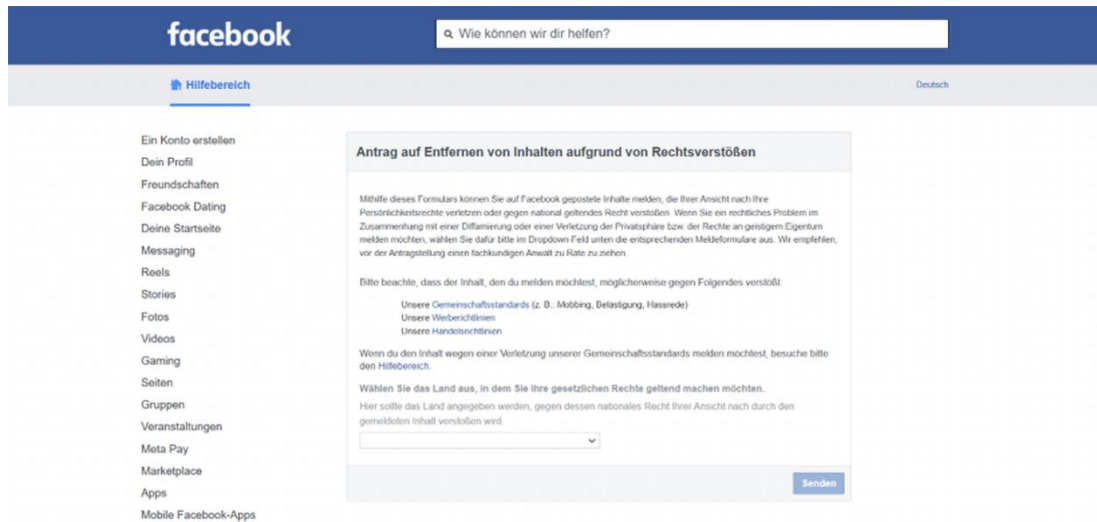 facebook
Wie können wir dir helfen?
Hilfebereich
Deutsch
Ein Konto erstellen
Dein Profil
Freundschaften
Facebook Dating
Deine Startseite
Messaging
Reels
Stories
Fotos
Videos
Gaming
Seiten
Gruppen
Veranstaltungen
Meta Pay
Marketplace
Apps
Mobile Facebook-Apps
Antrag auf Entfernen von Inhalten aufgrund von Rechtsverstößen
Mithilfe dieses Formulars können Sie auf Facebook gepostete Inhalte melden, die Ihrer Ansicht nach Ihre
Persönlichkeitsrechte verletzen oder gegen national geltendes Recht verstoßen. Wenn Sie ein rechtliches Problem im
Zusammenhang mit einer Diffamierung oder einer Verletzung der Privatsphäre bzw. der Rechte an geistigem Eigentum
melden möchten, wählen Sie dafür bitte im Dropdown-Feld unten die entsprechenden Meldeformulare aus. Wir empfehlen,
vor der Antragstellung einen fachkundigen Anwalt zu Rate zu ziehen.
Bitte beachte, dass der Inhalt, den du melden möchtest, möglicherweise gegen Folgendes verstößt:
Unsere Gemeinschaftsstandards (z. B.: Mobbing, Belästigung, Hassrede)
Unsere Werberichtlinien
Unsere Handelsrichtlinien
Wenn du den Inhalt wegen einer Verletzung unserer Gemeinschaftsstandards melden möchtest, besuche bitte
den Hilfebereich.
Wählen Sie das Land aus, in dem Sie Ihre gesetzlichen Rechte geltend machen möchten.
Hier sollte das Land angegeben werden, gegen dessen nationales Recht Ihrer Ansicht nach durch den
gemeldeten Inhalt verstoßen wird.
Senden